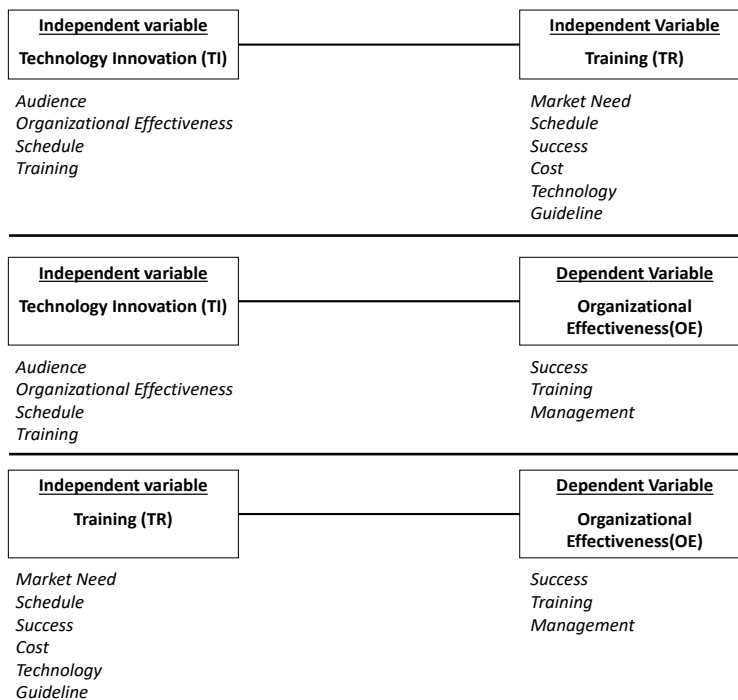 Independent variable
Technology Innovation (TI)
Audience
Organizational Effectiveness
Schedule
Training
Independent Variable
Training (TR)
Market Need
Schedule
Success
Cost
Technology
Guideline
Independent variable
Technology Innovation (TI)
Audience
Organizational Effectiveness
Schedule
Training
Dependent Variable
Organizational
Effectiveness(OE)
Success
Training
Management
Independent variable
Training (TR)
Market Need
Schedule
Success
Cost
Technology
Guideline
Dependent Variable
Organizational
Effectiveness(OE)
Success
Training
Management